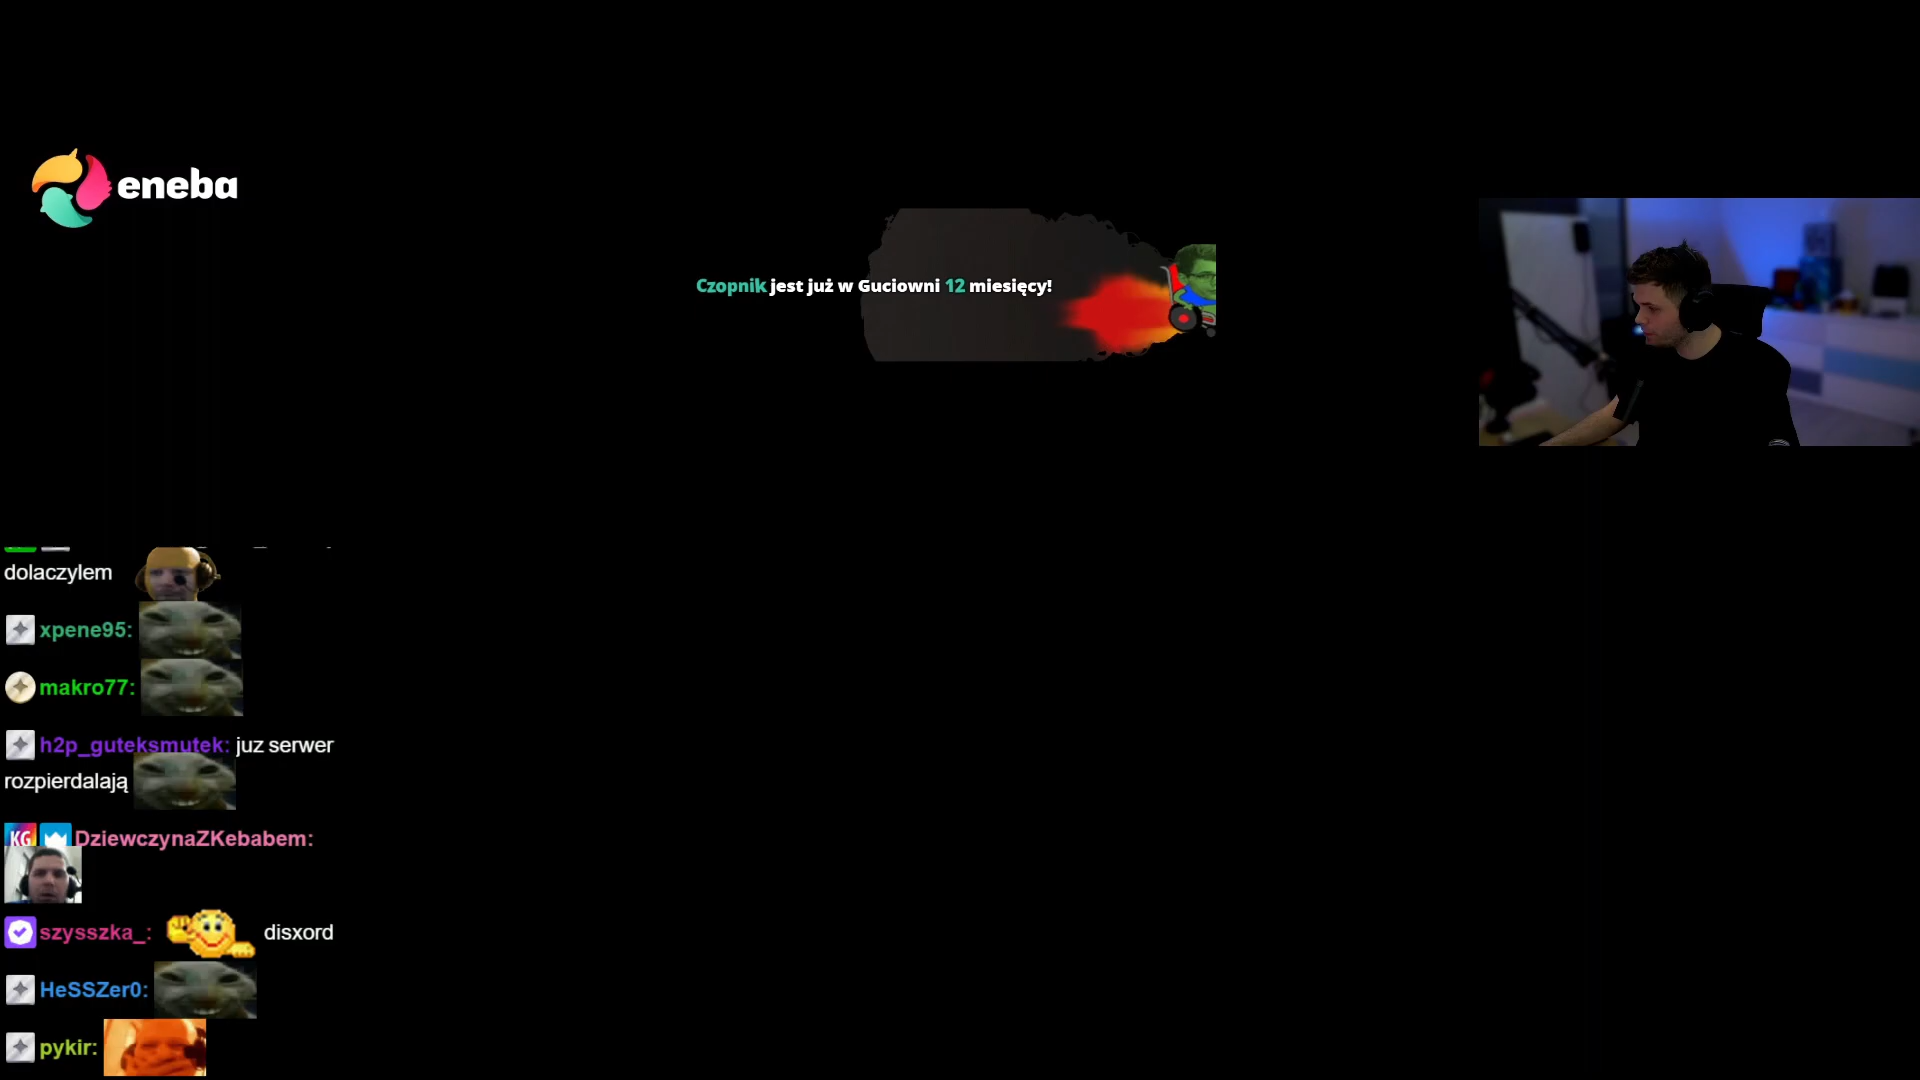 eneba
Czopnik jest już w Guciowni 12 miesięcy!
dolaczylem
xpene95:
makro77:
h2p_guteksmutek: juz serwer
rozpierdalają
KG DziewczynaZKebabem:
szysszka_: disxord
HeSSZer0:
pykir: